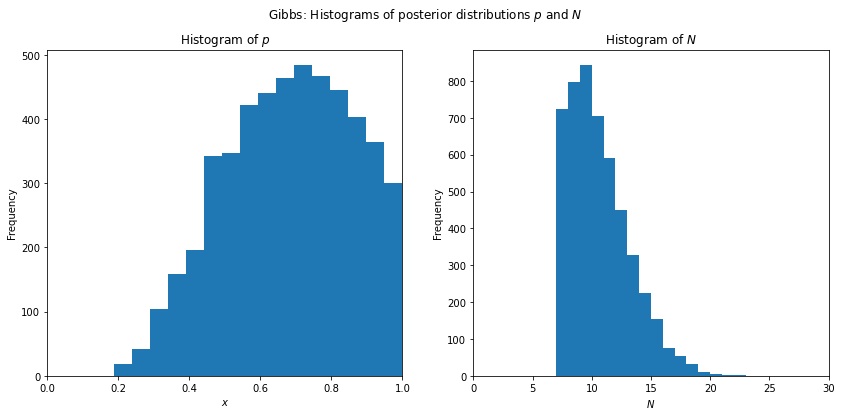 Gibbs: Histograms of posterior distributions p and N
Histogram of p
Frequency
500
400
300
200
100
0
0.0 0.2 0.4 0.6 0.8 1.0
x
Histogram of N
Frequency
800
700
600
500
400
300
200
100
0
0 5 10 15 20 25 30
N